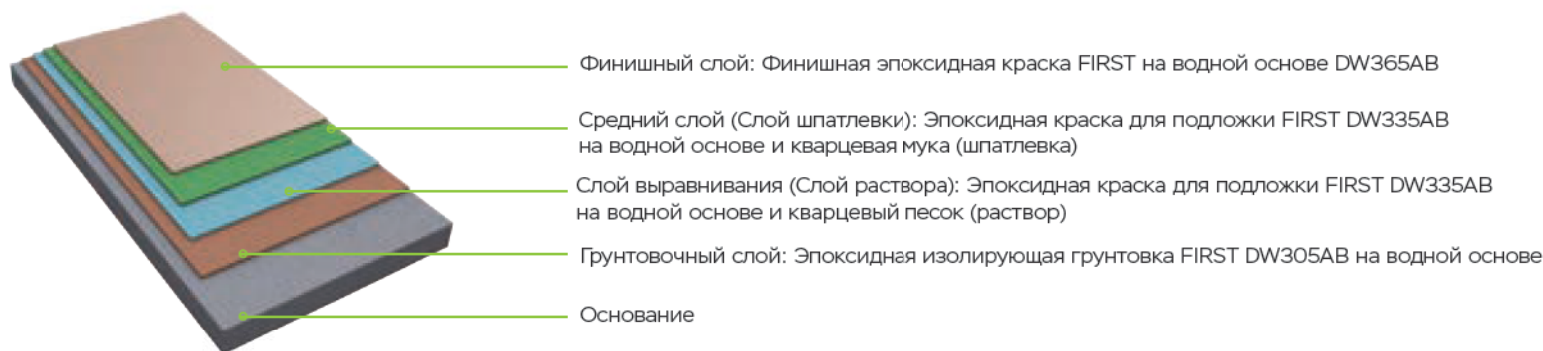 Финишный слой: Финишная эпоксидная краска FIRST на водной основе DW365AB
Средний слой (Слой шпатлевки): Эпоксидная краска для подложки FIRST DW335AB
на водной основе и кварцевая мука (шпатлевка)
Слой выравнивания (Слой раствора): Эпоксидная краска для подложки FIRST DW335AB
на водной основе и кварцевый песок (раствор)
Грунтовочный слой: Эпоксидная изолирующая грунтовка FIRST DW305AB на водной основе
Основание